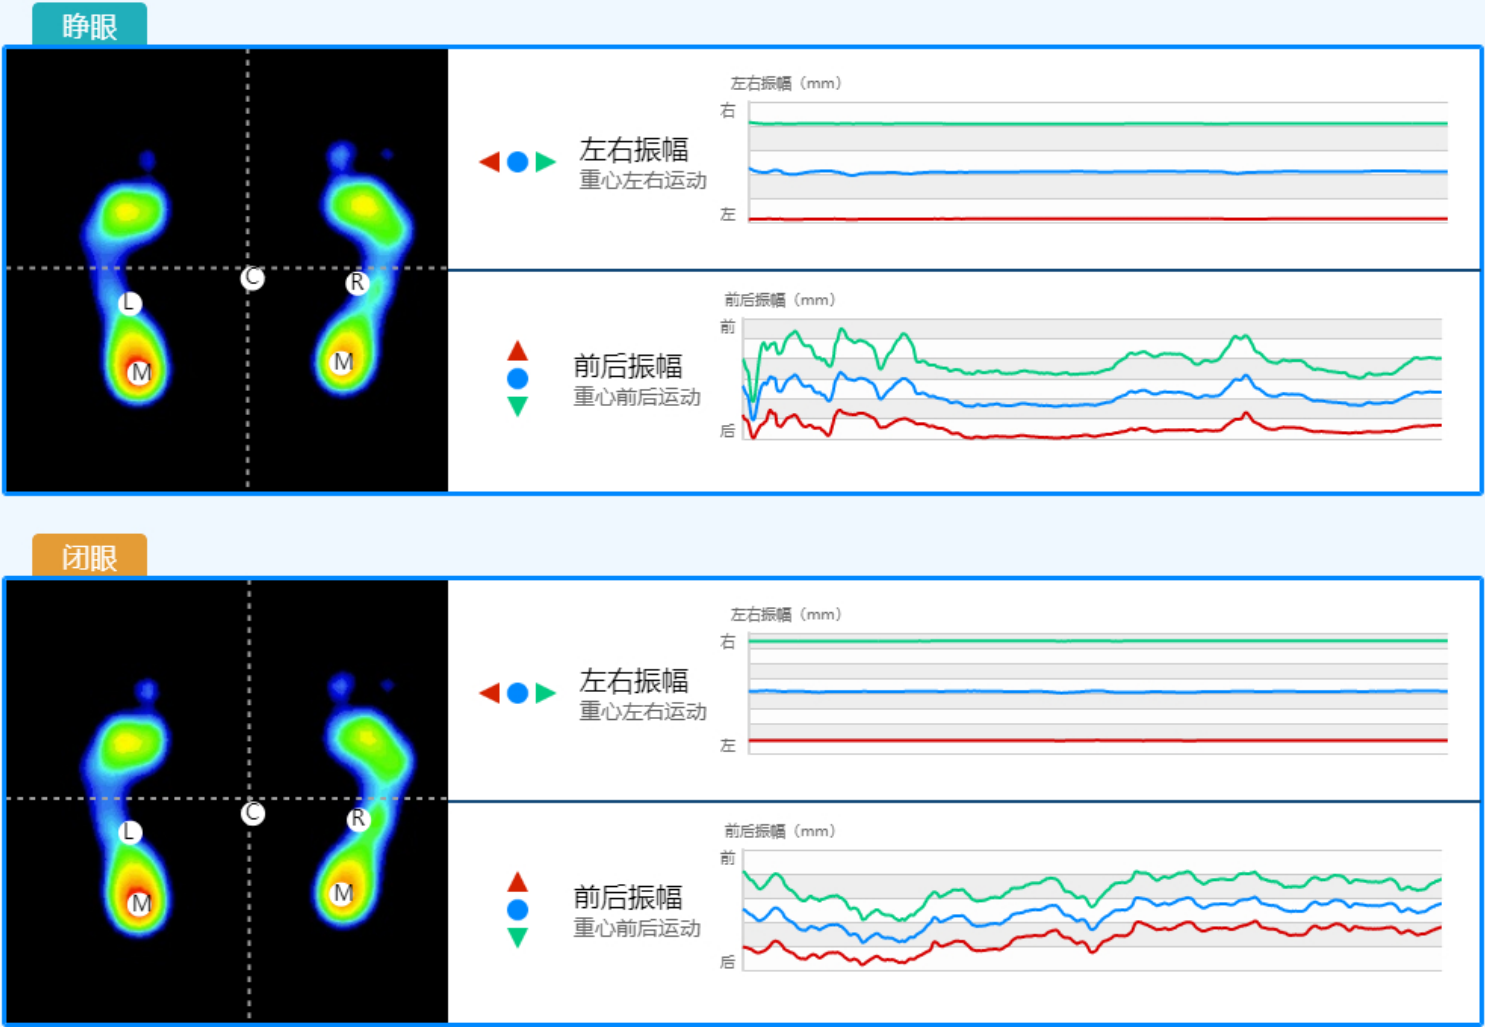 睁眼
左右振幅（mm）
右
左右振幅
重心左右运动
左
C
R
L
M
M
前后振幅（mm）
前
前后振幅
重心前后运动
后
闭眼
左右振幅（mm）
右
左右振幅
重心左右运动
左
C
R
L
M
M
前后振幅（mm）
前
前后振幅
重心前后运动
后